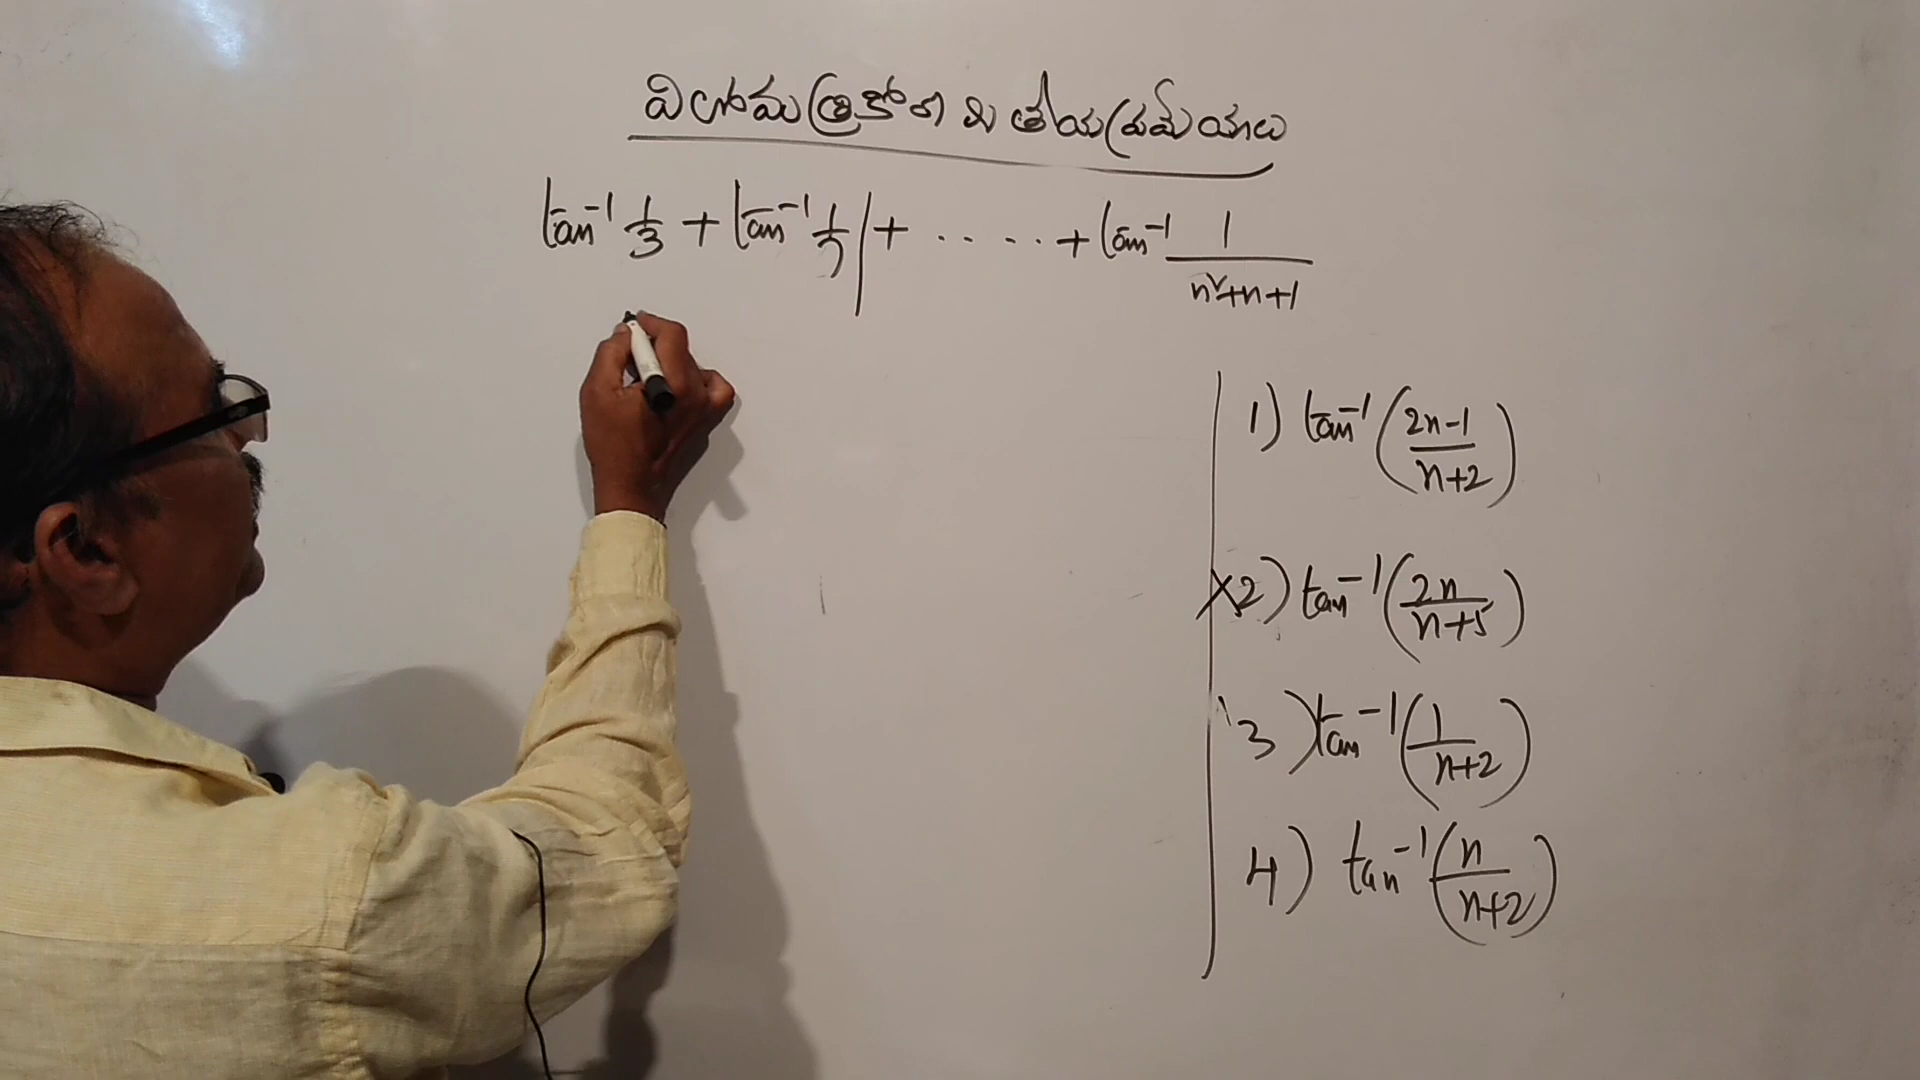 విలోమ త్రికోణ మితీయ ప్రమేయాలు
tan⁻¹ 1/3 + tan⁻¹ 1/7 | + ..... + tan⁻¹ 1/(n²+n+1)
1) tan⁻¹ ((2n-1)/(n+2))
×2) tan⁻¹ (2n/(n+5))
3) tan⁻¹ (1/(n+2))
4) tan⁻¹ (n/(n+2))